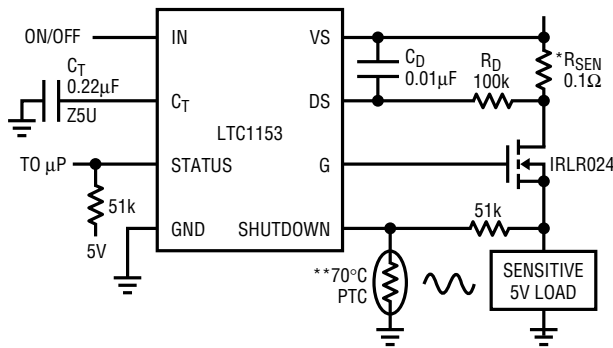 ON/OFF
IN
VS
C_T
0.22µF
Z5U
C_T
LTC1153
C_D
0.01µF
R_D
100k
*R_SEN
0.1Ω
DS
TO µP
STATUS
G
IRLR024
51k
5V
GND
SHUTDOWN
51k
**70°C
PTC
SENSITIVE
5V LOAD